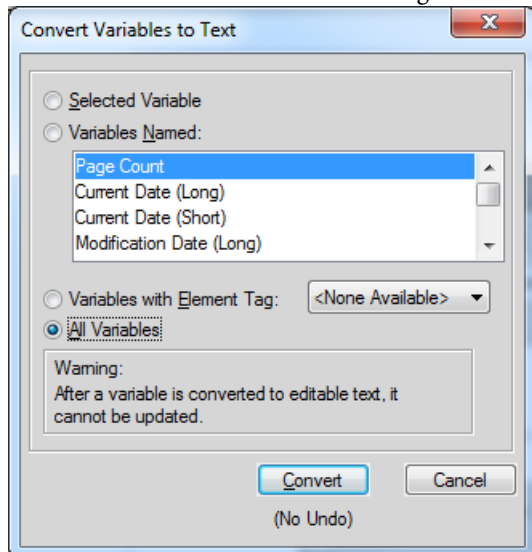 Convert Variables to Text
Selected Variable
Variables Named:
Page Count
Current Date (Long)
Current Date (Short)
Modification Date (Long)
Variables with Element Tag: <None Available>
All Variables
Warning:
After a variable is converted to editable text, it
cannot be updated.
Convert Cancel
(No Undo)